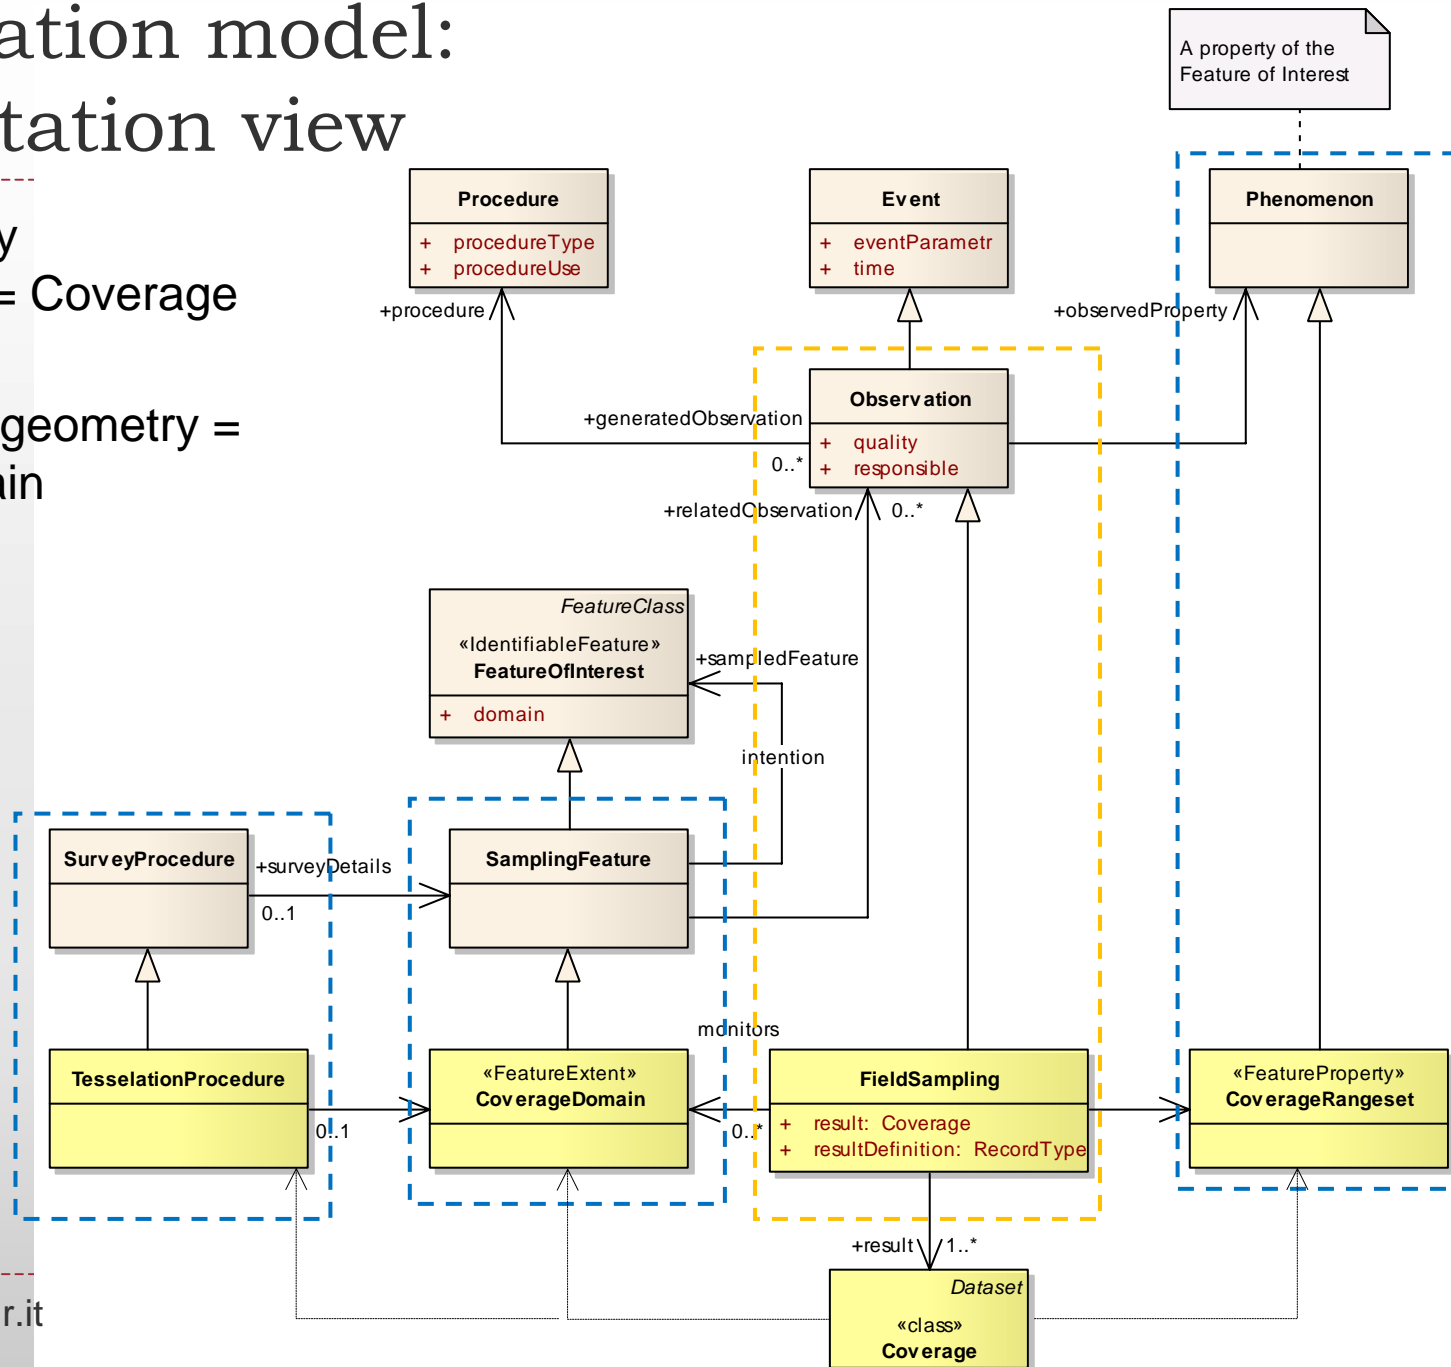 ation model:
tation view
y
= Coverage
geometry =
ain
r.it
A property of the
Feature of Interest
Procedure
+ procedureType
+ procedureUse
Event
+ eventParametr
+ time
Phenomenon
+procedure
+observedProperty
Observation
+ quality
+ responsible
+generatedObservation
0..*
+relatedObservation
0..*
FeatureClass
«IdentifiableFeature»
FeatureOfInterest
+ domain
+sampledFeature
intention
SurveyProcedure
+surveyDetails
0..1
SamplingFeature
monitors
TesselationProcedure
0..1
«FeatureExtent»
CoverageDomain
0..*
FieldSampling
+ result: Coverage
+ resultDefinition: RecordType
«FeatureProperty»
CoverageRangeset
+result
1..*
Dataset
«class»
Coverage